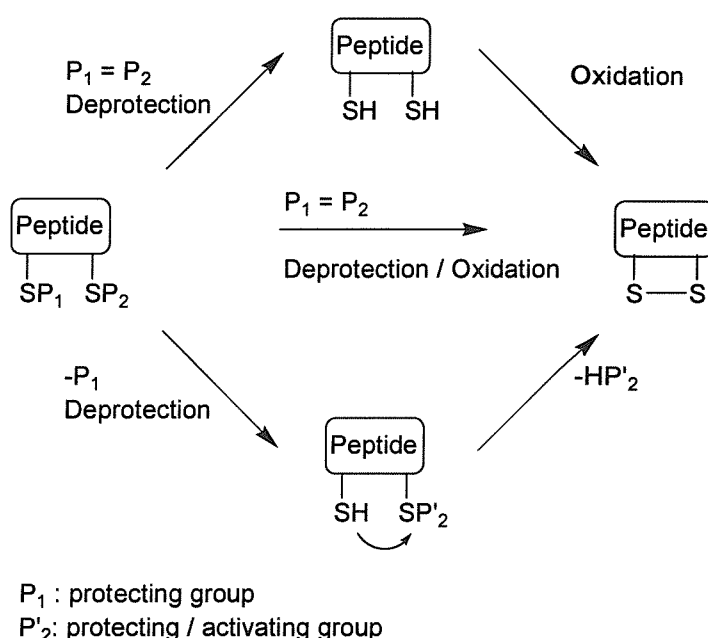 Peptide
SH SH
P₁ = P₂
Deprotection
Oxidation
Peptide
SP₁ SP₂
P₁ = P₂
Deprotection / Oxidation
Peptide
S — S
-P₁
Deprotection
-HP'₂
Peptide
SH SP'₂
P₁ : protecting group
P'₂: protecting / activating group